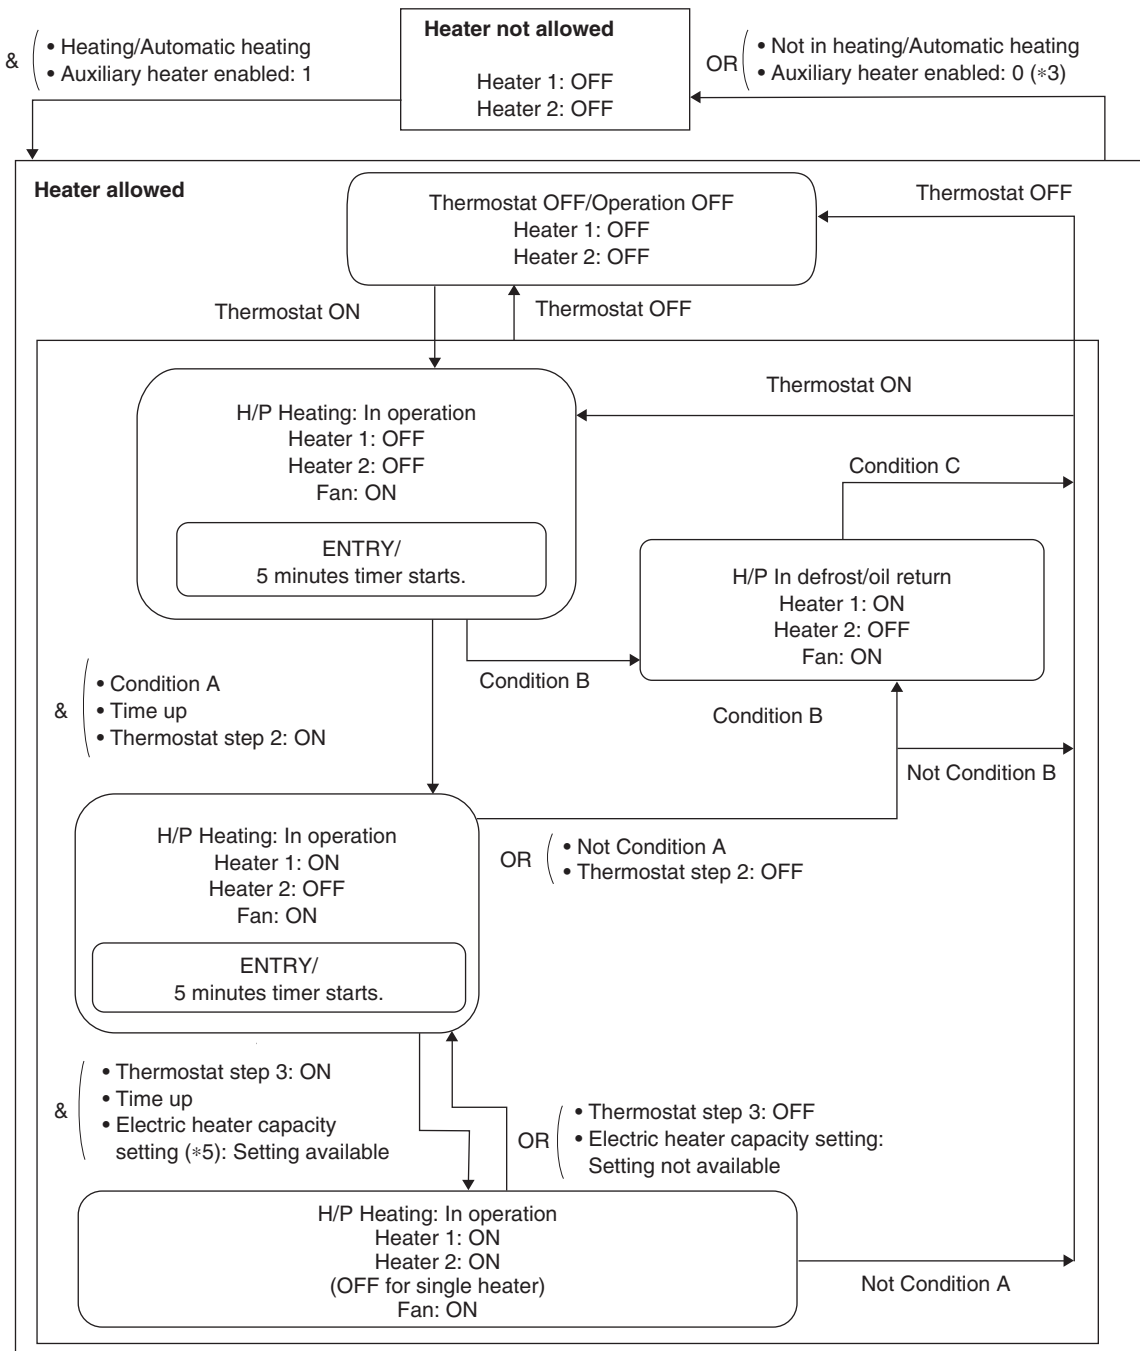 Heater not allowed
Heater 1: OFF
Heater 2: OFF
&
• Heating/Automatic heating
• Auxiliary heater enabled: 1
OR
• Not in heating/Automatic heating
• Auxiliary heater enabled: 0 (*3)
Heater allowed
Thermostat OFF/Operation OFF
Heater 1: OFF
Heater 2: OFF
Thermostat OFF
Thermostat ON
Thermostat OFF
H/P Heating: In operation
Heater 1: OFF
Heater 2: OFF
Fan: ON
ENTRY/
5 minutes timer starts.
Thermostat ON
Condition C
H/P In defrost/oil return
Heater 1: ON
Heater 2: OFF
Fan: ON
&
• Condition A
• Time up
• Thermostat step 2: ON
Condition B
Condition B
Not Condition B
H/P Heating: In operation
Heater 1: ON
Heater 2: OFF
Fan: ON
ENTRY/
5 minutes timer starts.
OR
• Not Condition A
• Thermostat step 2: OFF
&
• Thermostat step 3: ON
• Time up
• Electric heater capacity
setting (*5): Setting available
OR
• Thermostat step 3: OFF
• Electric heater capacity setting:
Setting not available
H/P Heating: In operation
Heater 1: ON
Heater 2: ON
(OFF for single heater)
Fan: ON
Not Condition A